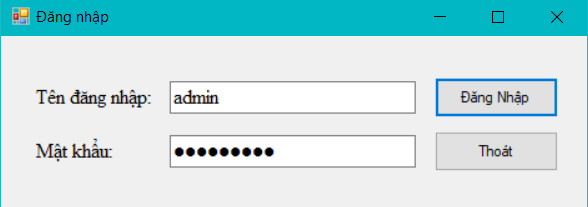 Đăng nhập
Tên đăng nhập: admin Đăng Nhập
Mật khẩu: ●●●●●●●●● Thoát